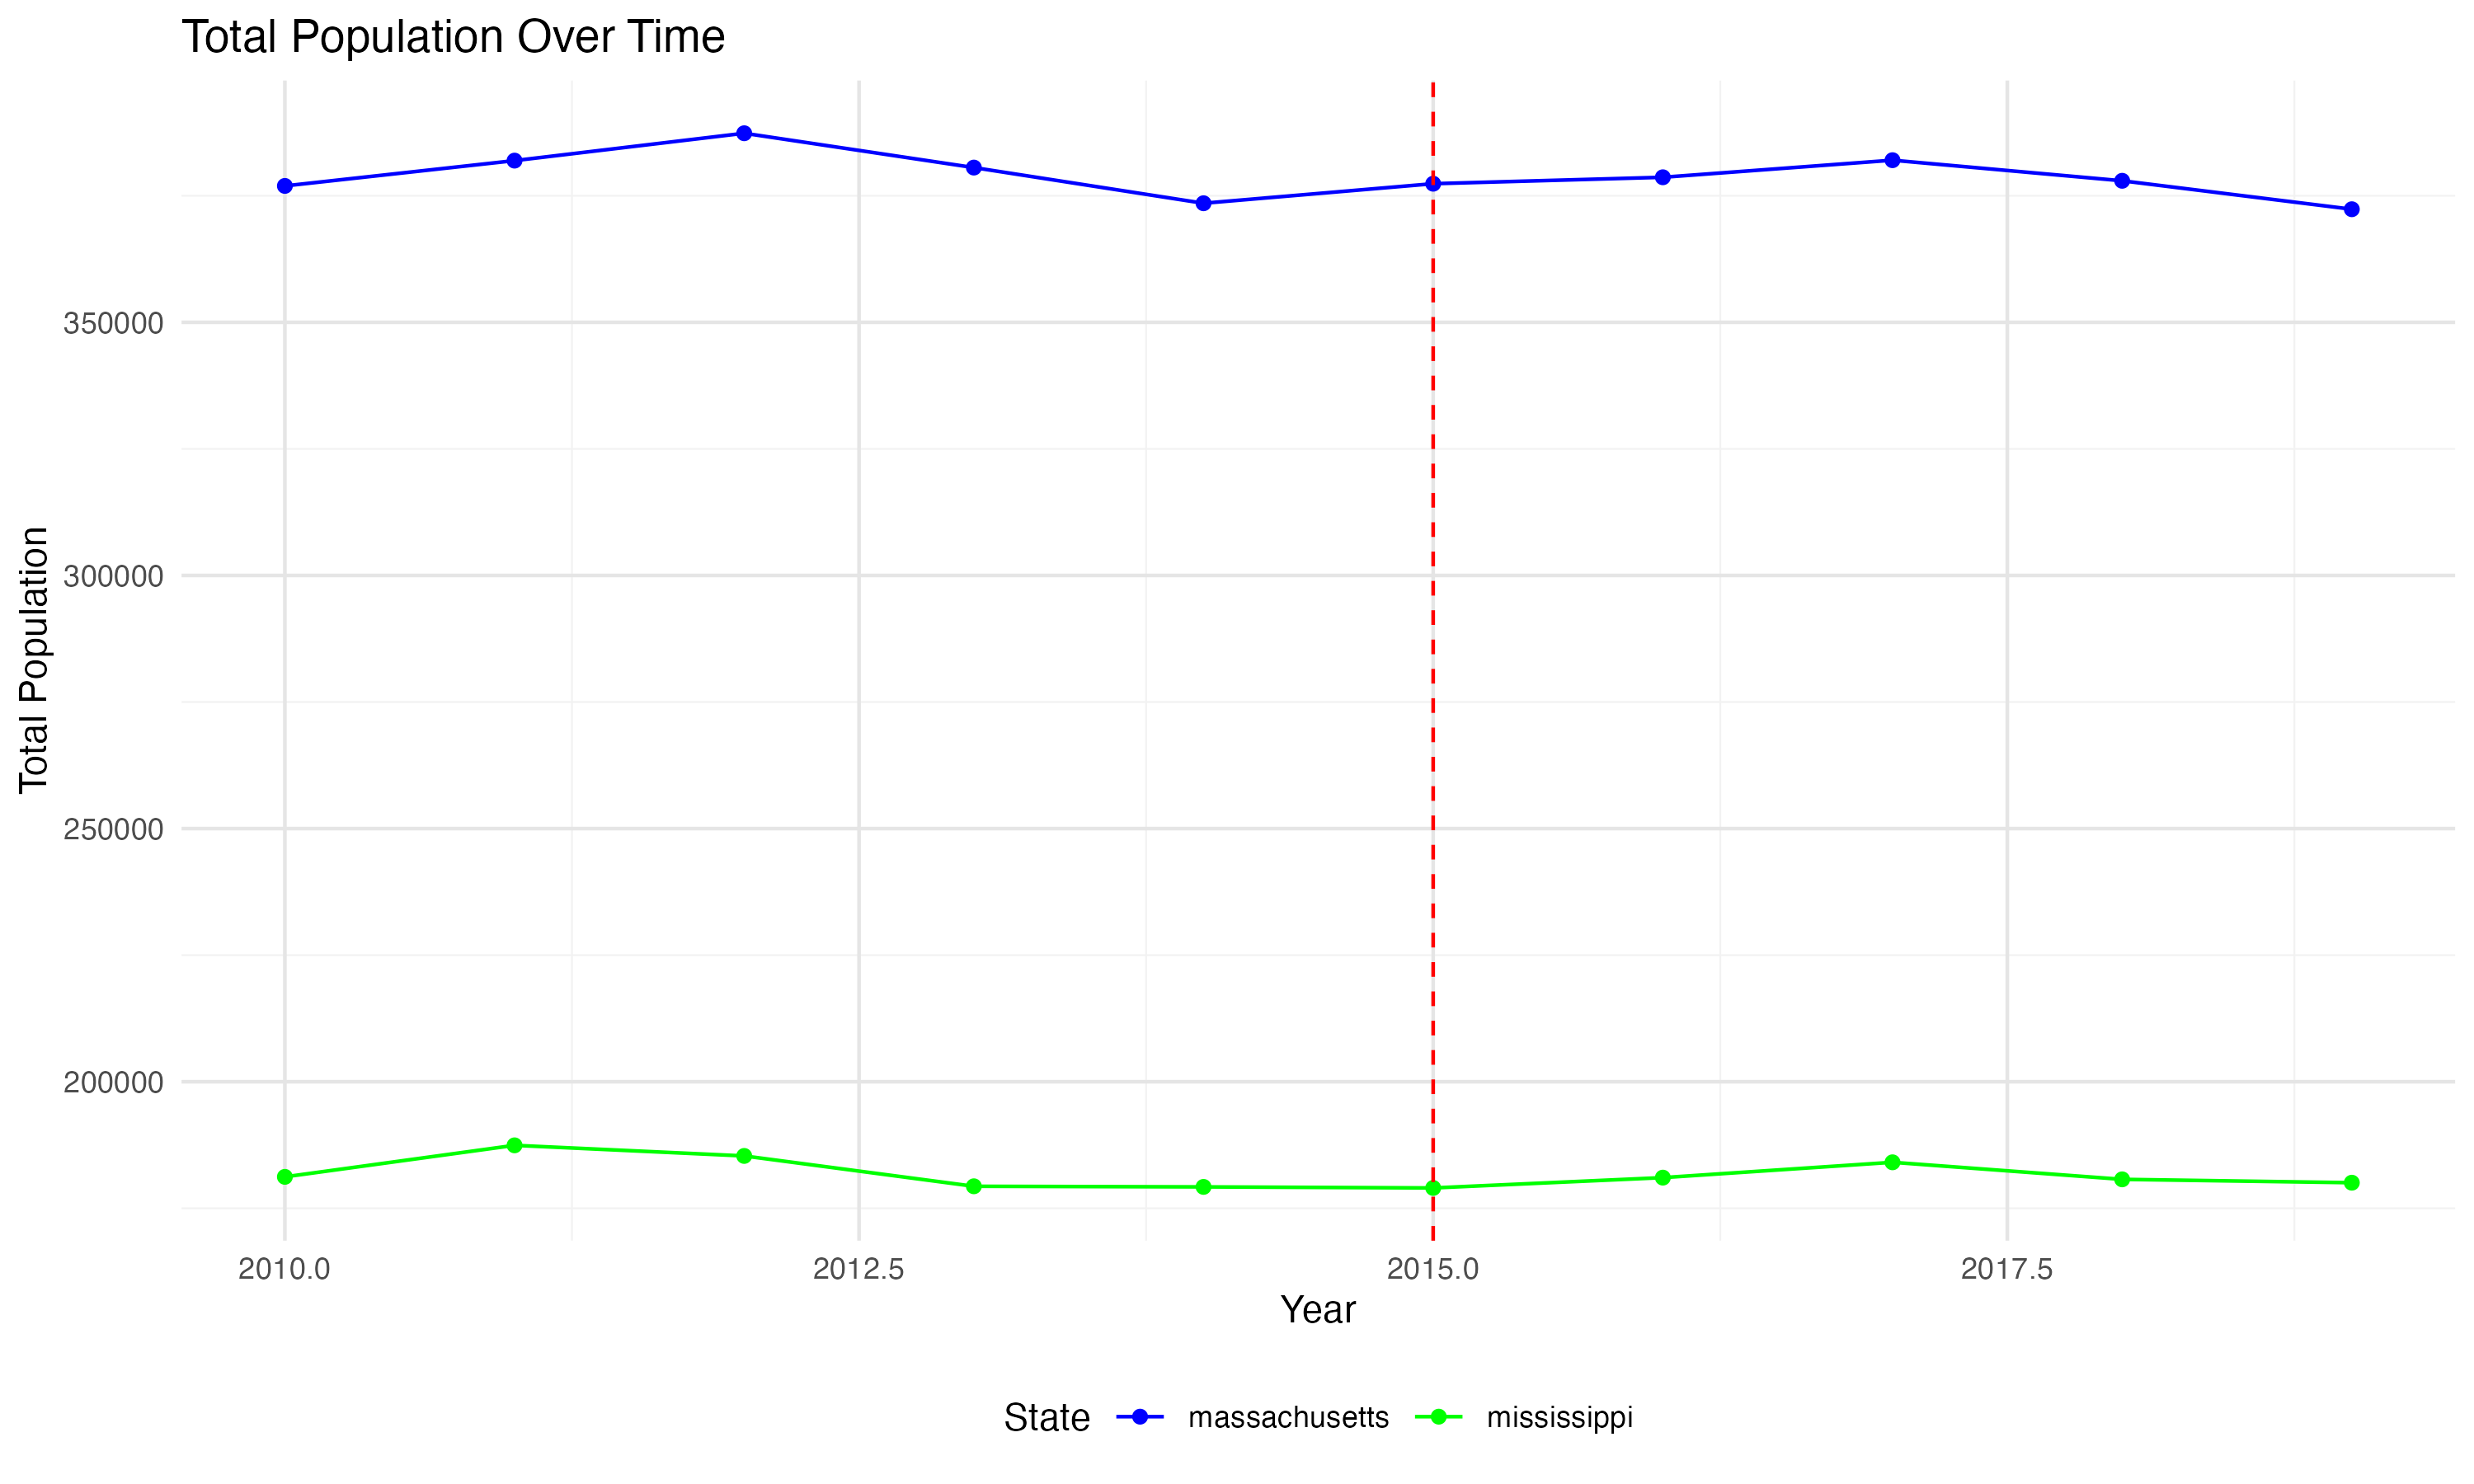 Total Population Over Time
Total Population
350000
300000
250000
200000
2010.0 2012.5 2015.0 2017.5
Year
State massachusetts mississippi